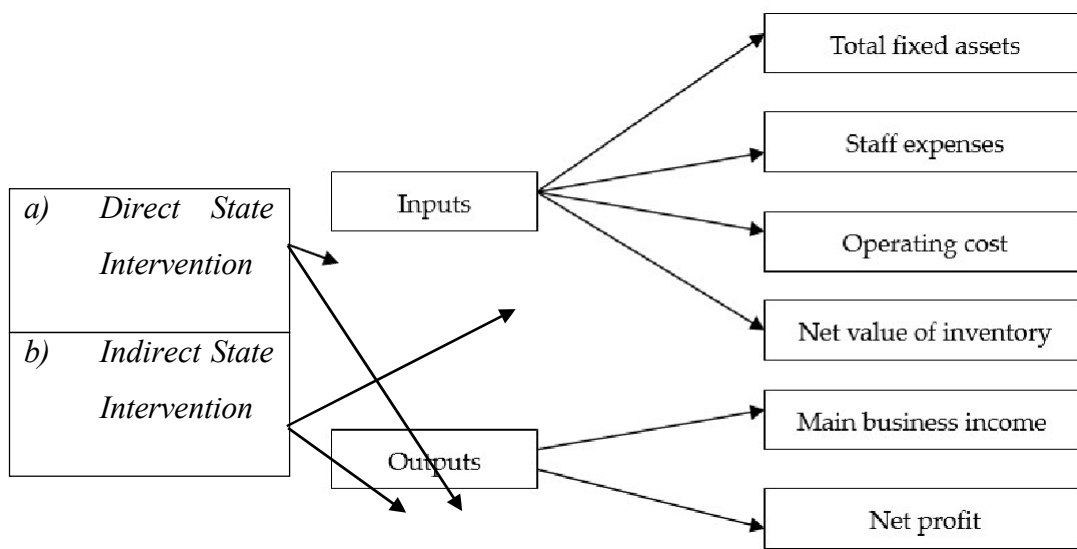 a) Direct State
Intervention
b) Indirect State
Intervention
Inputs
Outputs
Total fixed assets
Staff expenses
Operating cost
Net value of inventory
Main business income
Net profit